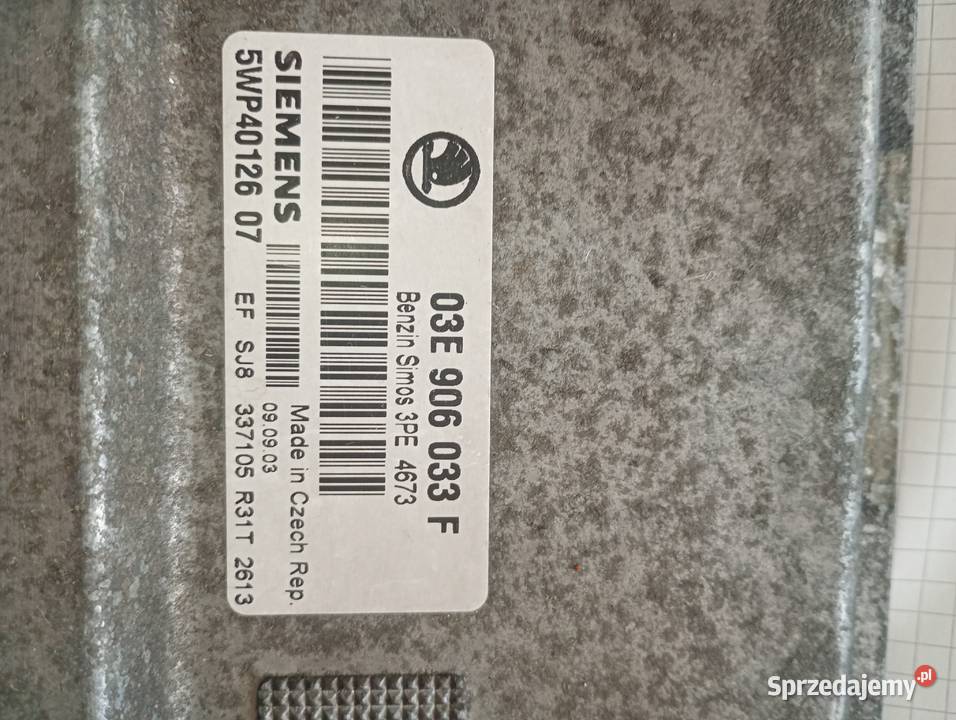 03E 906 033 F
Benzin Simos 3PE 4673
SIEMENS
Made in Czech Rep.
09.09.03
5WP40126 07 EF SJ8 337105 R31T 2613
Sprzedajemy.pl